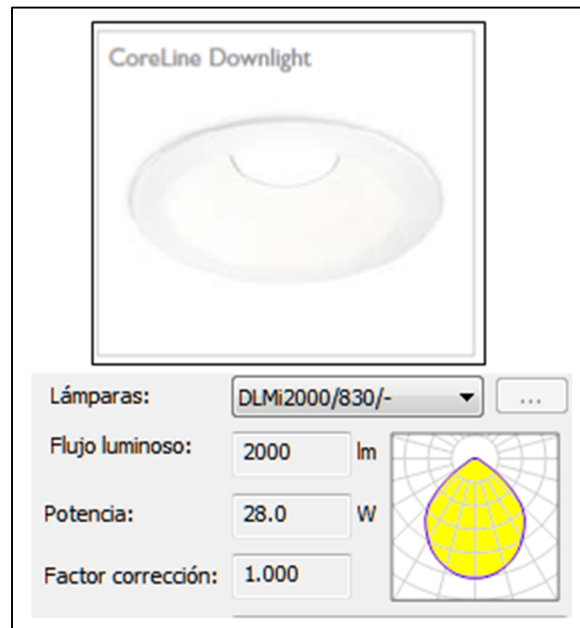 CoreLine Downlight
Lámparas: DLMi2000/830/- ...
Flujo luminoso: 2000 lm
Potencia: 28.0 W
Factor corrección: 1.000